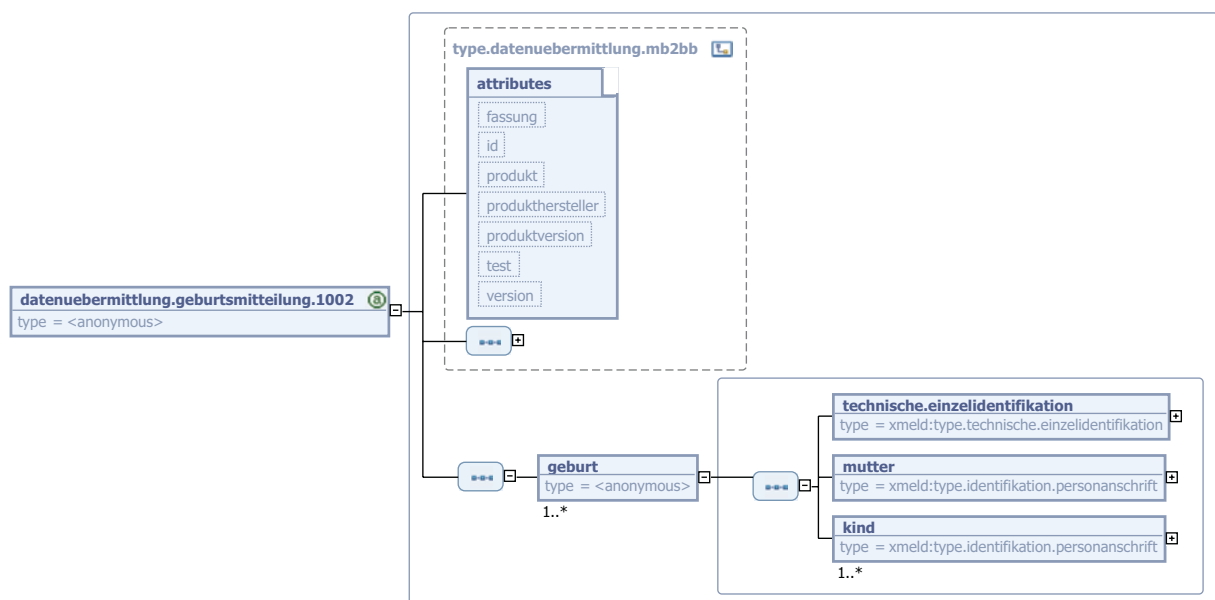 type.datenuebermittlung.mb2bb
attributes
fassung
id
produkt
produkthersteller
produktversion
test
version
datenuebermittlung.geburtsmitteilung.1002 a
type = <anonymous>
geburt
type = <anonymous>
1..*
technische.einzelidentifikation
type = xmeld:type.technische.einzelidentifikation
mutter
type = xmeld:type.identifikation.personanschrift
kind
type = xmeld:type.identifikation.personanschrift
1..*